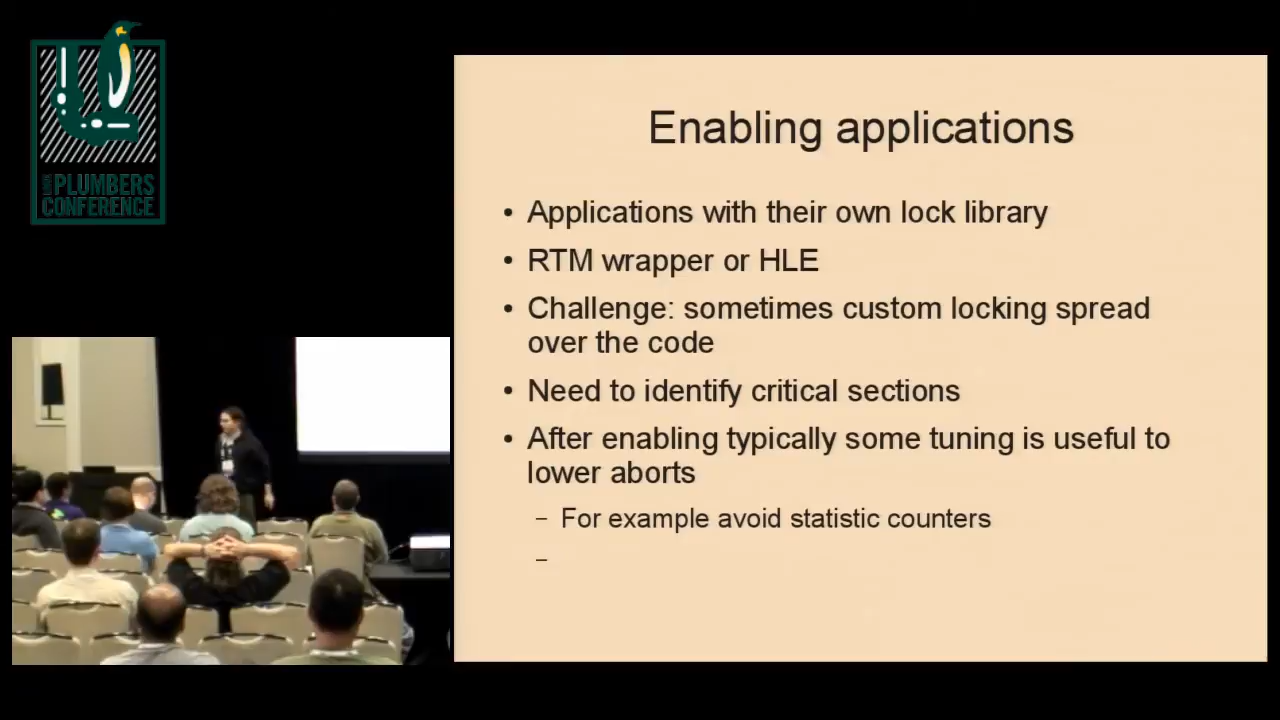 LINUX PLUMBERS
CONFERENCE
Enabling applications
• Applications with their own lock library
• RTM wrapper or HLE
• Challenge: sometimes custom locking spread
over the code
• Need to identify critical sections
• After enabling typically some tuning is useful to
lower aborts
– For example avoid statistic counters
–